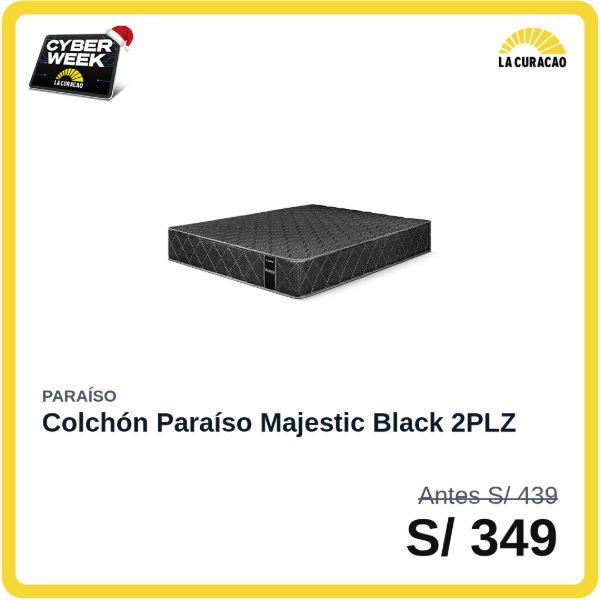 CYBER
WEEK
LA CURACAO
LA CURACAO
PARAÍSO
Colchón Paraíso Majestic Black 2PLZ
Antes S/ 439
S/ 349